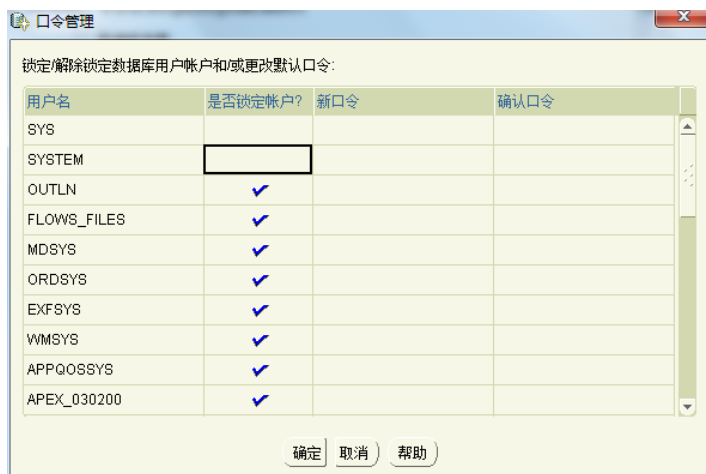 口令管理
锁定/解除锁定数据库用户帐户和/或更改默认口令:
用户名 是否锁定帐户? 新口令 确认口令
SYS
SYSTEM
OUTLN
FLOWS_FILES
MDSYS
ORDSYS
EXFSYS
WMSYS
APPQOSSYS
APEX_030200
确定 取消 帮助